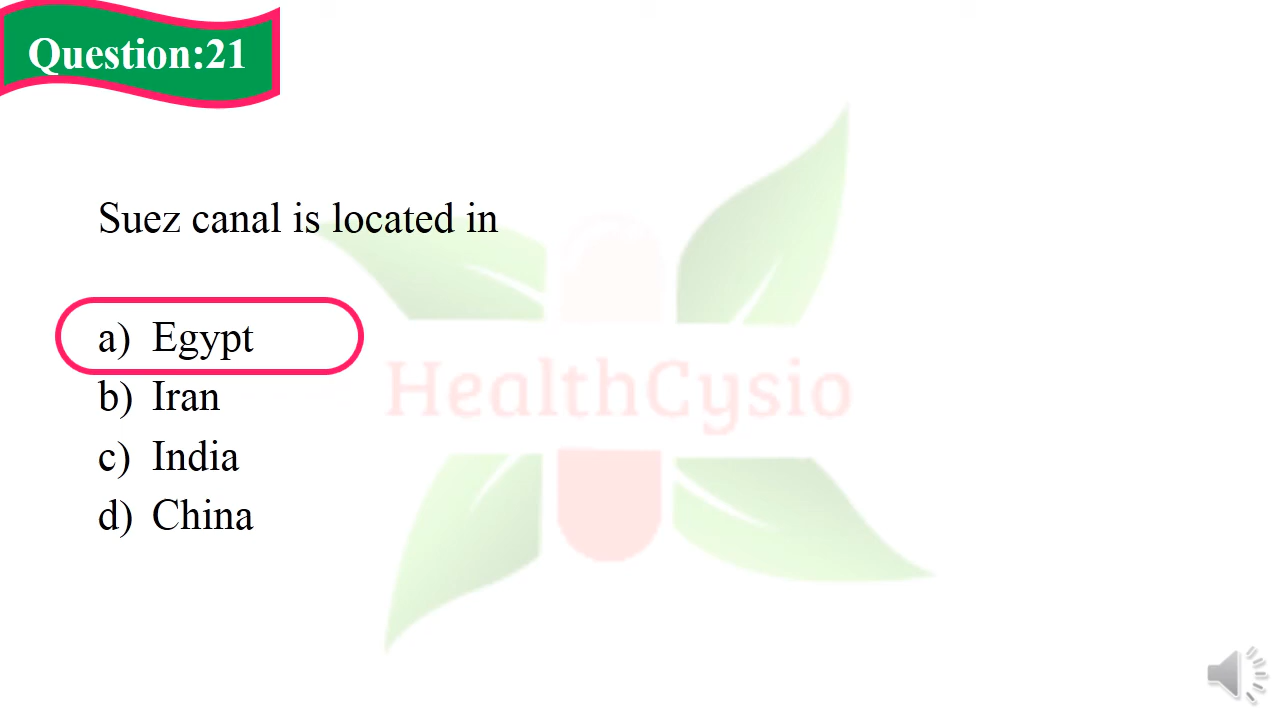 Question:21
Suez canal is located in
a) Egypt
HealthCysio
b) Iran
c) India
d) China